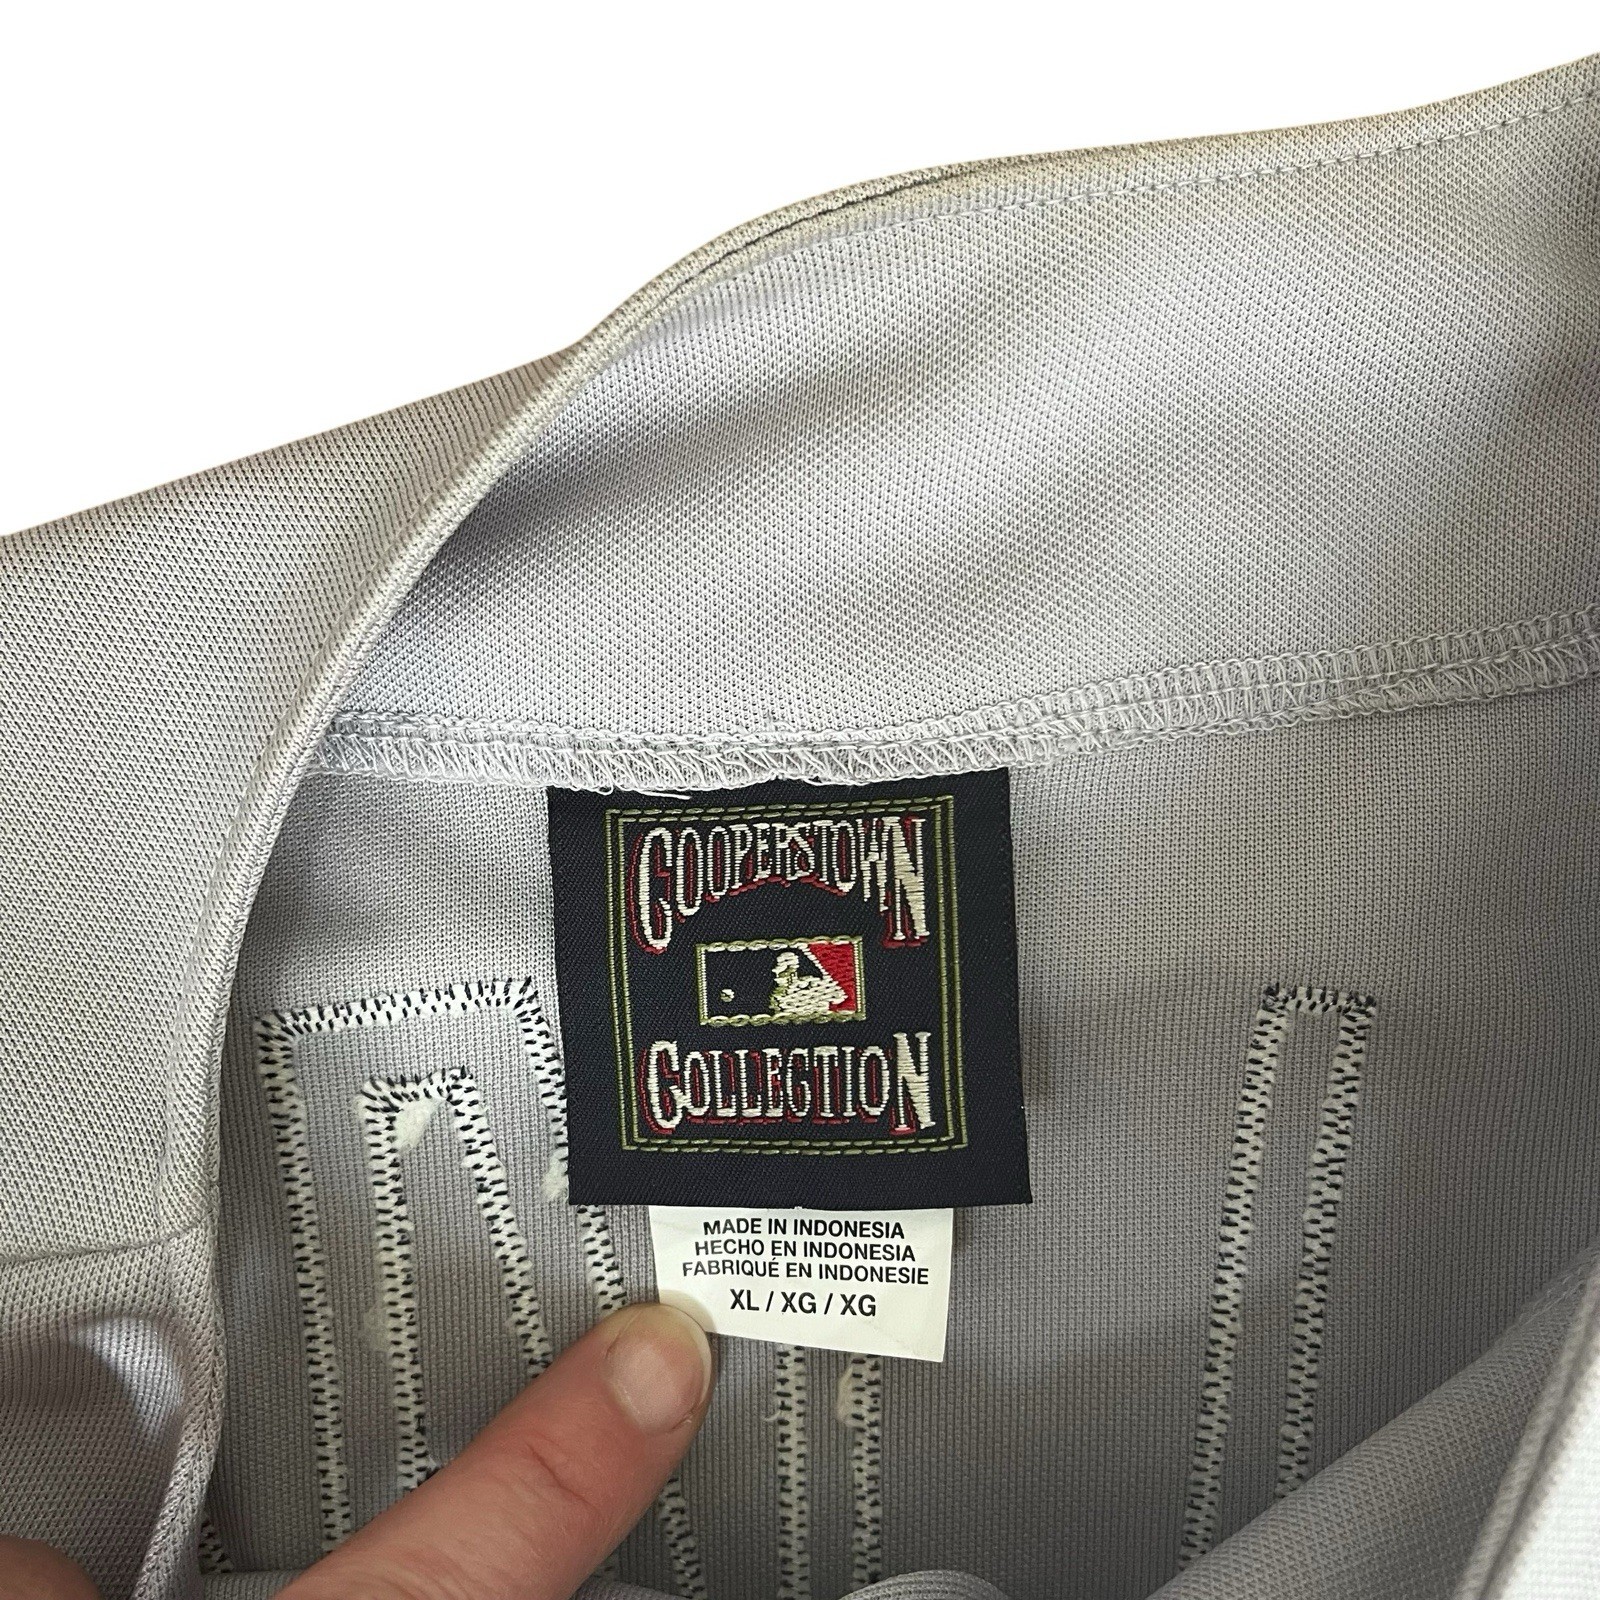 COOPERSTOWN
COLLECTION
MADE IN INDONESIA
HECHO EN INDONESIA
FABRIQUÉ EN INDONESIE
XL / XG / XG